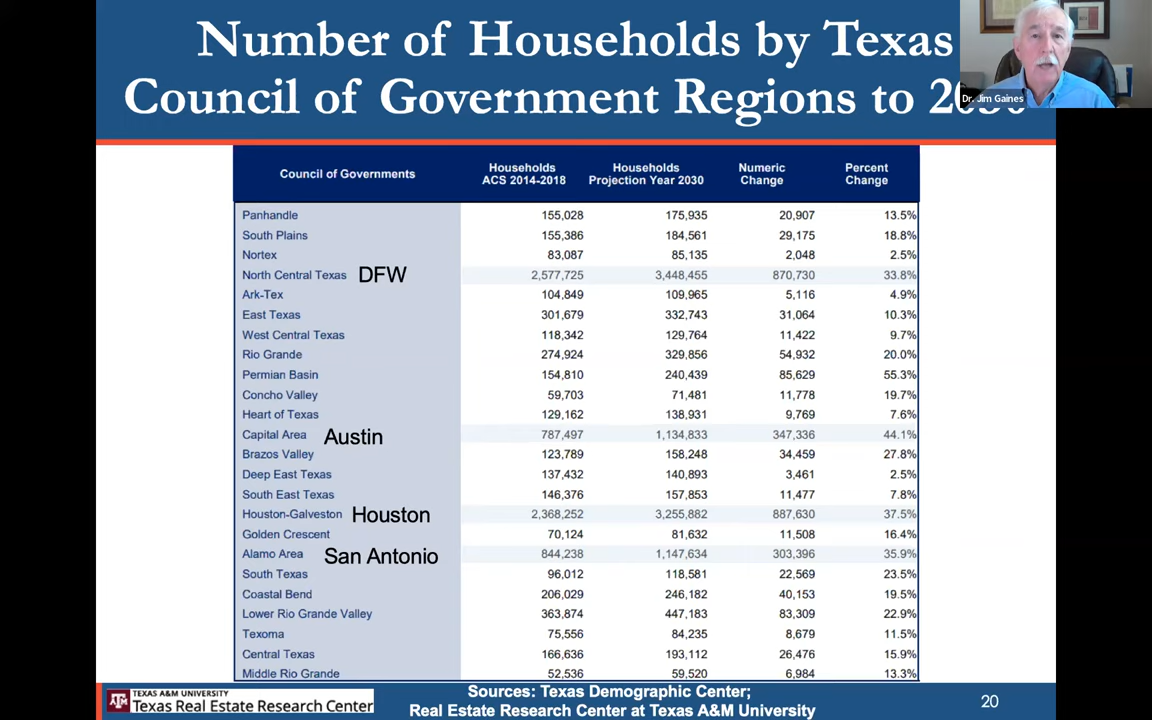 Number of Households by Texas
Council of Government Regions to 2030
Dr. Jim Gaines
Council of Governments Households ACS 2014-2018 Households Projection Year 2030 Numeric Change Percent Change
Panhandle 155,028 175,935 20,907 13.5%
South Plains 155,386 184,561 29,175 18.8%
Nortex 83,087 85,135 2,048 2.5%
North Central Texas DFW 2,577,725 3,448,455 870,730 33.8%
Ark-Tex 104,849 109,965 5,116 4.9%
East Texas 301,679 332,743 31,064 10.3%
West Central Texas 118,342 129,764 11,422 9.7%
Rio Grande 274,924 329,856 54,932 20.0%
Permian Basin 154,810 240,439 85,629 55.3%
Concho Valley 59,703 71,481 11,778 19.7%
Heart of Texas 129,162 138,931 9,769 7.6%
Capital Area Austin 787,497 1,134,833 347,336 44.1%
Brazos Valley 123,789 158,248 34,459 27.8%
Deep East Texas 137,432 140,893 3,461 2.5%
South East Texas 146,376 157,853 11,477 7.8%
Houston-Galveston Houston 2,368,252 3,255,882 887,630 37.5%
Golden Crescent 70,124 81,632 11,508 16.4%
Alamo Area San Antonio 844,238 1,147,634 303,396 35.9%
South Texas 96,012 118,581 22,569 23.5%
Coastal Bend 206,029 246,182 40,153 19.5%
Lower Rio Grande Valley 363,874 447,183 83,309 22.9%
Texoma 75,556 84,235 8,679 11.5%
Central Texas 166,636 193,112 26,476 15.9%
Middle Rio Grande 52,536 59,520 6,984 13.3%
Sources: Texas Demographic Center;
Real Estate Research Center at Texas A&M University
TEXAS A&M UNIVERSITY
Texas Real Estate Research Center
20